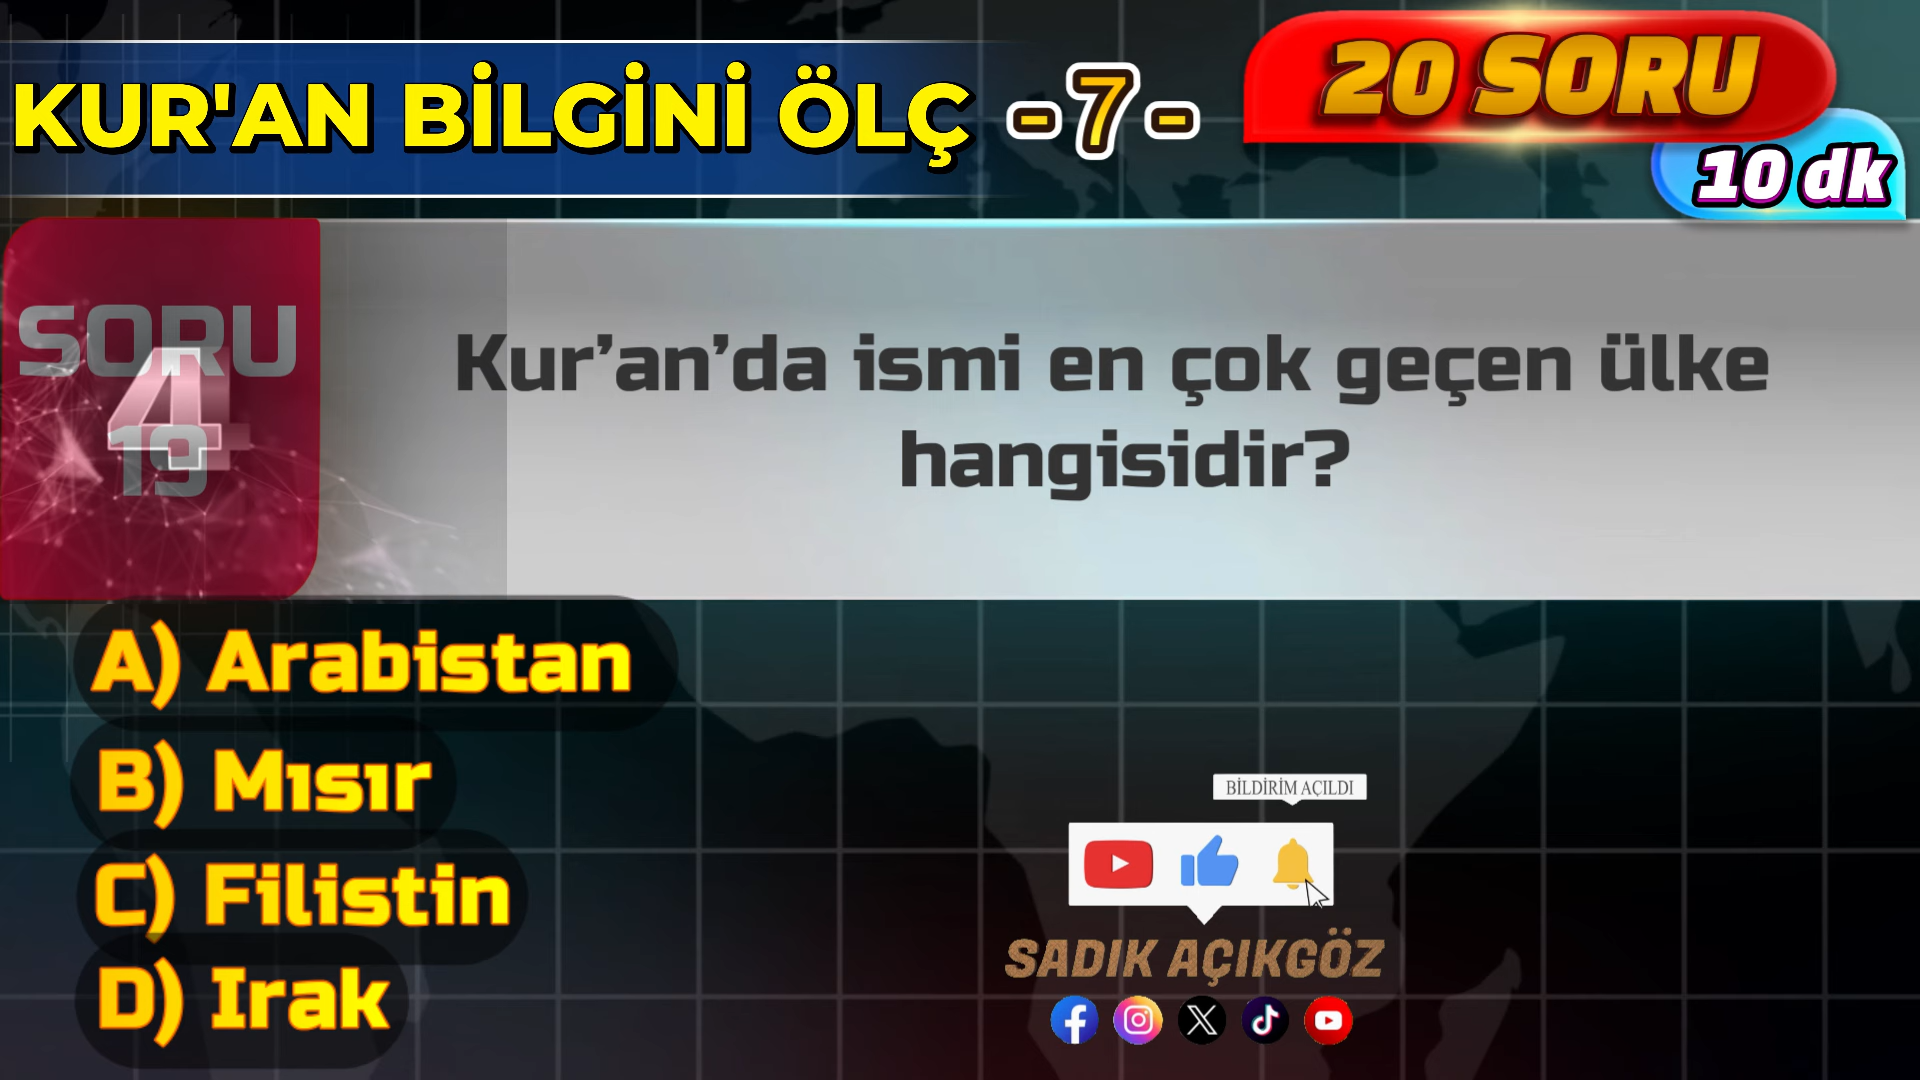 KUR'AN BİLGİNİ ÖLÇ
-7-
20 SORU
10 dk
SORU
4
19
Kur’an’da ismi en çok geçen ülke
hangisidir?
A) Arabistan
B) Mısır
C) Filistin
D) Irak
BİLDİRİM AÇILDI
SADIK AÇIKGÖZ